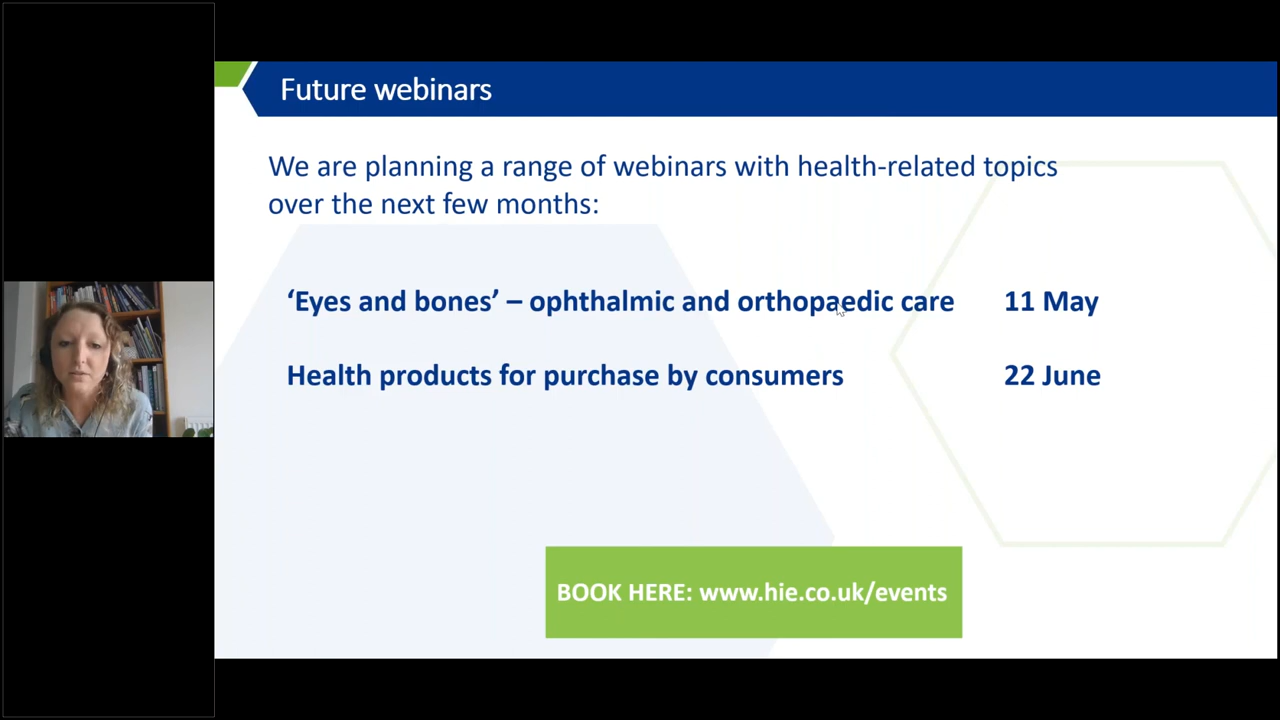 Future webinars
We are planning a range of webinars with health-related topics
over the next few months:
‘Eyes and bones’ – ophthalmic and orthopaedic care 11 May
Health products for purchase by consumers 22 June
BOOK HERE: www.hie.co.uk/events